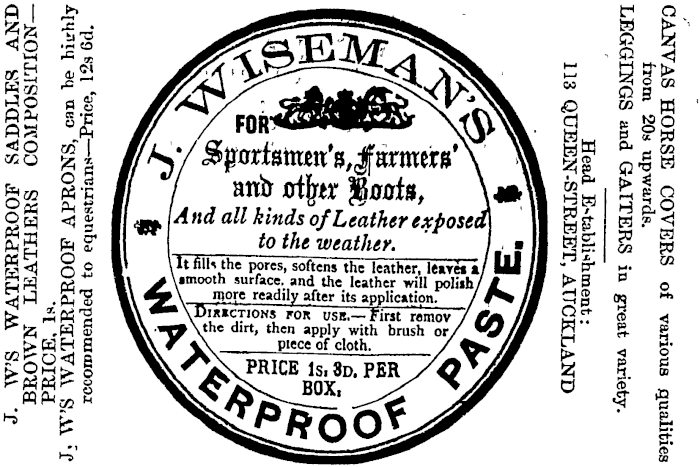 J. W'S WATERPROOF SADDLES AND
BROWN LEATHERS COMPOSITION—
PRICE, 1s.
J, W'S WATERPROOF APRONS, can be highly
recommended to equestrians—Price, 12s 6d.
J. WISEMAN'S
FOR
Sportsmen's, Farmers'
and other Boots,
And all kinds of Leather exposed
to the weather.
It fills the pores, softens the leather, leaves a
smooth surface. and the leather will polish
more readily after its application.
DIRECTIONS FOR USE.— First remov
the dirt, then apply with brush or
piece of cloth.
PRICE 1s, 3D. PER
BOX,
WATERPROOF PASTE.
CANVAS HORSE COVERS of various qualities
from 20s upwards.
LEGGINGS and GAITERS in great variety.
Head E-tablishment:
113 QUEEN-STREET, AUCKLAND